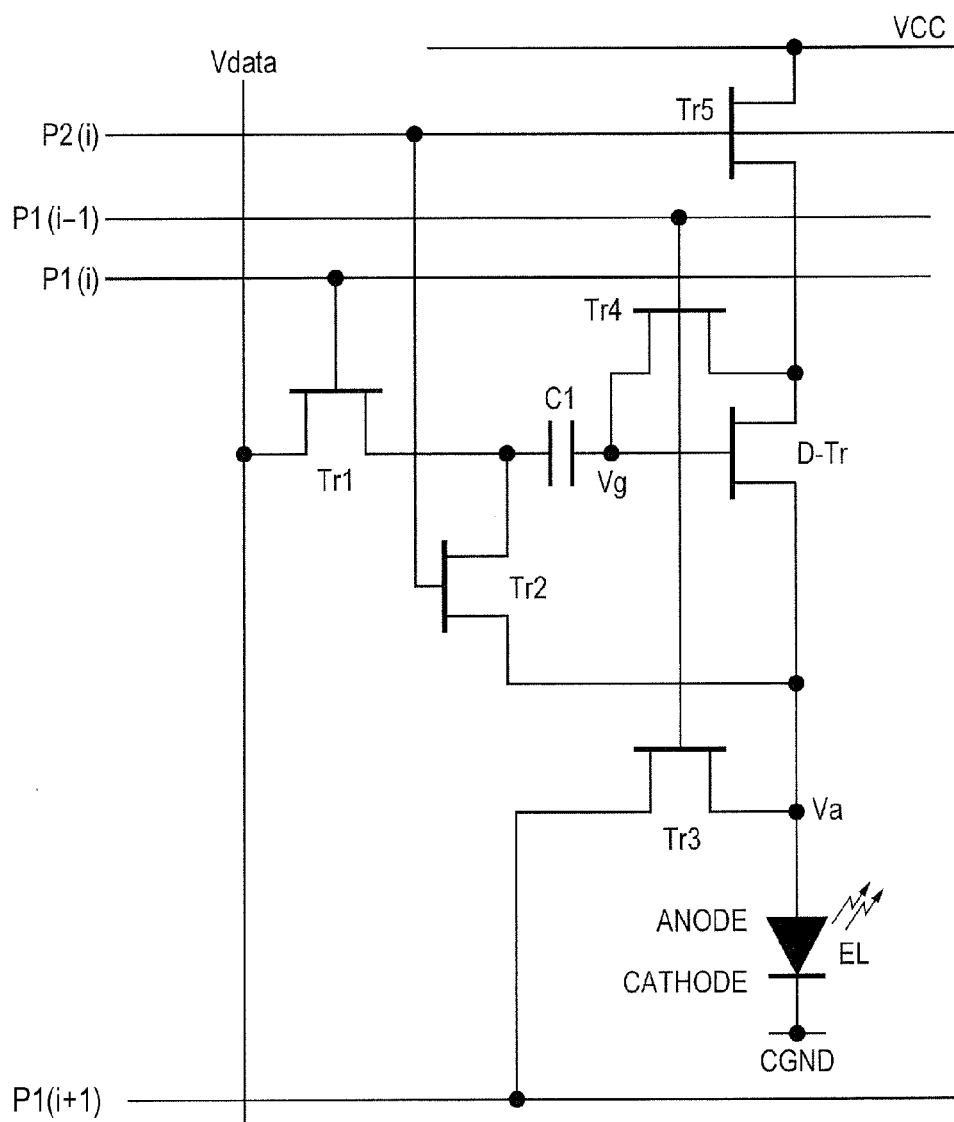 VCC
Vdata
Tr5
P2(i)
P1(i−1)
P1(i)
Tr4
C1
D-Tr
Tr1
Vg
Tr2
Va
Tr3
ANODE
EL
CATHODE
CGND
P1(i+1)